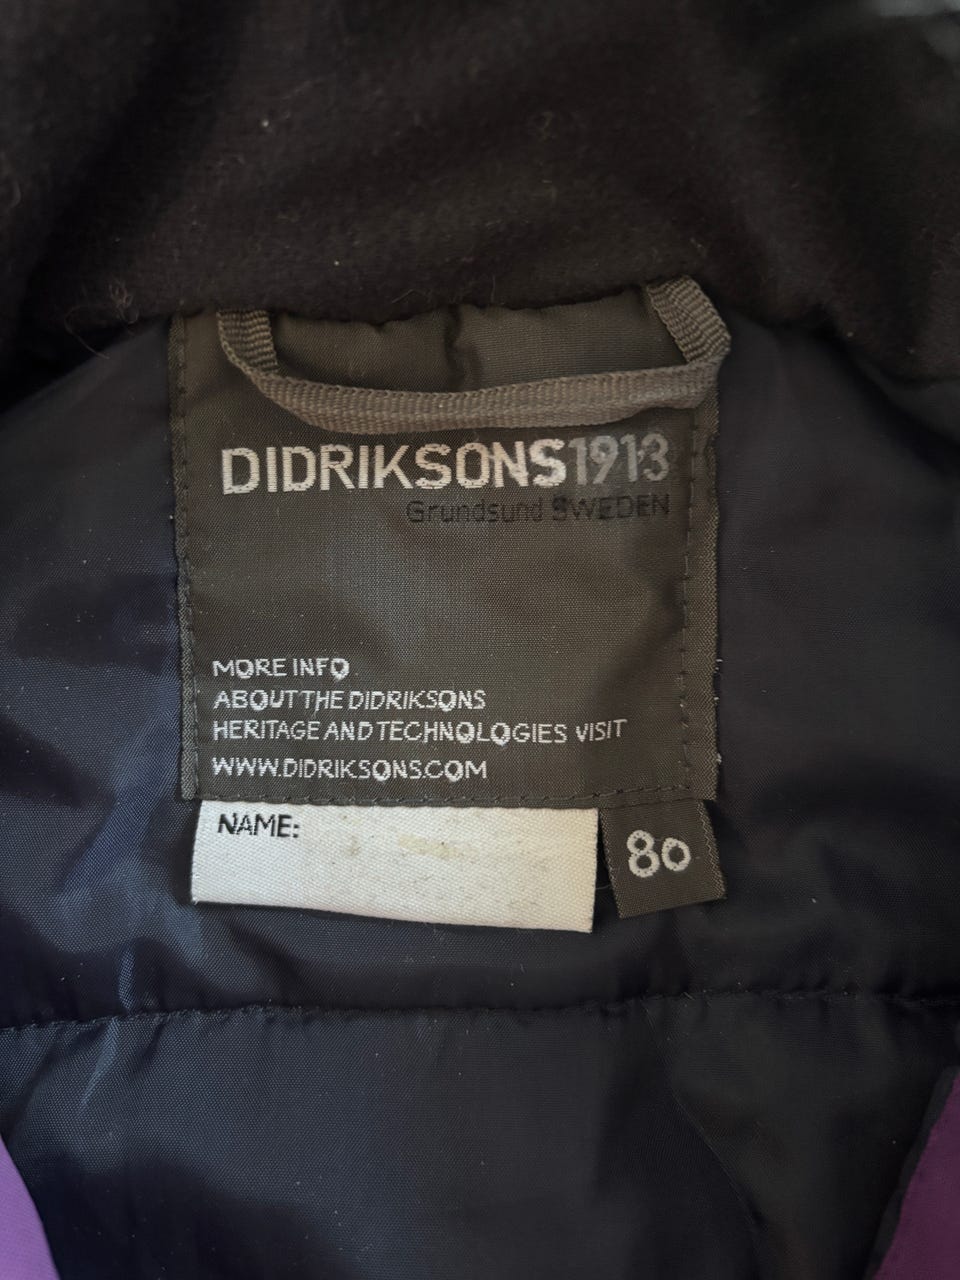 DIDRIKSONS1913
Grundsund SWEDEN
MORE INFO
ABOUT THE DIDRIKSONS
HERITAGE AND TECHNOLOGIES VISIT
WWW.DIDRIKSONS.COM
NAME:
80